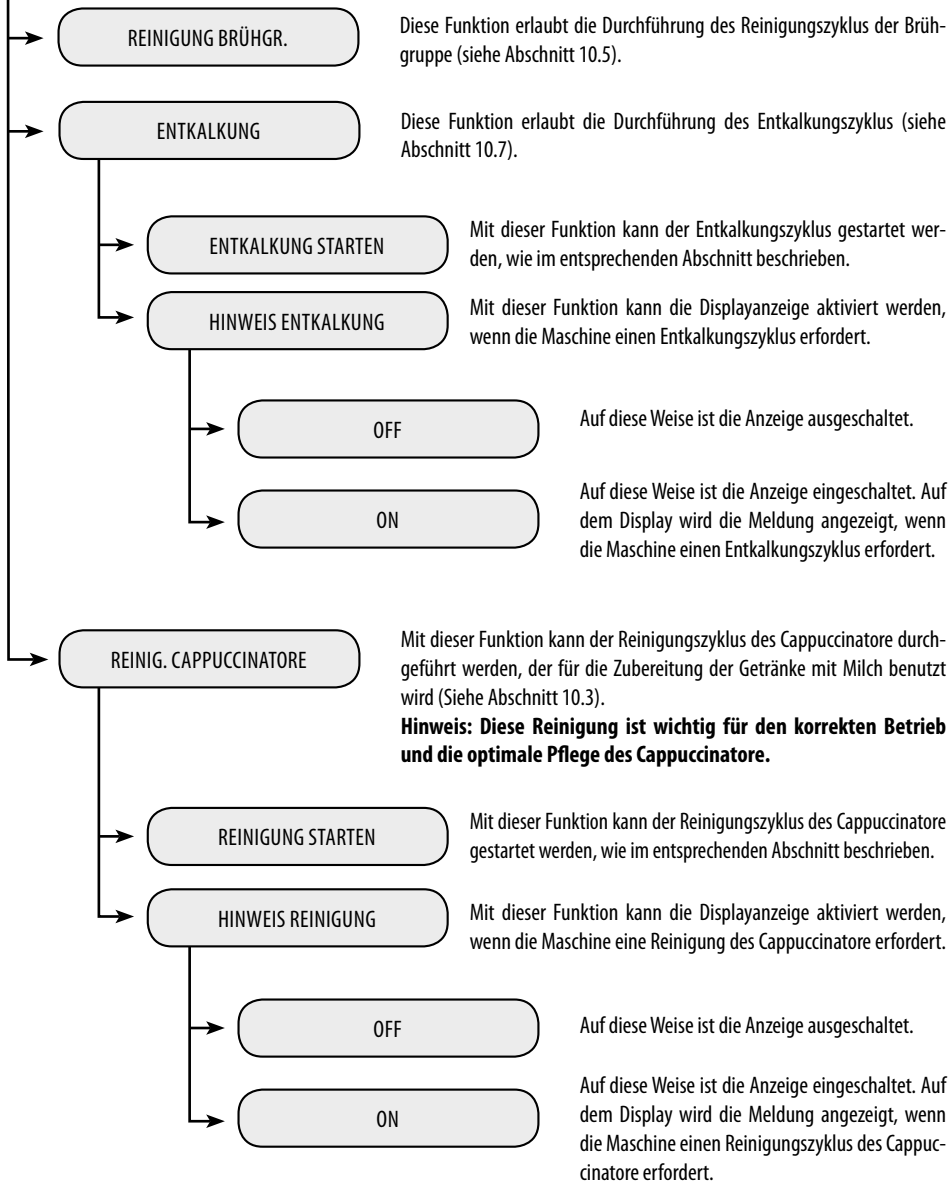 REINIGUNG BRÜHGR.
Diese Funktion erlaubt die Durchführung des Reinigungszyklus der Brüh-
gruppe (siehe Abschnitt 10.5).
ENTKALKUNG
Diese Funktion erlaubt die Durchführung des Entkalkungszyklus (siehe
Abschnitt 10.7).
ENTKALKUNG STARTEN
Mit dieser Funktion kann der Entkalkungszyklus gestartet wer-
den, wie im entsprechenden Abschnitt beschrieben.
HINWEIS ENTKALKUNG
Mit dieser Funktion kann die Displayanzeige aktiviert werden,
wenn die Maschine einen Entkalkungszyklus erfordert.
OFF
Auf diese Weise ist die Anzeige ausgeschaltet.
ON
Auf diese Weise ist die Anzeige eingeschaltet. Auf
dem Display wird die Meldung angezeigt, wenn
die Maschine einen Entkalkungszyklus erfordert.
REINIG. CAPPUCCINATORE
Mit dieser Funktion kann der Reinigungszyklus des Cappuccinatore durch-
geführt werden, der für die Zubereitung der Getränke mit Milch benutzt
wird (Siehe Abschnitt 10.3).
Hinweis: Diese Reinigung ist wichtig für den korrekten Betrieb
und die optimale Pflege des Cappuccinatore.
REINIGUNG STARTEN
Mit dieser Funktion kann der Reinigungszyklus des Cappuccinatore
gestartet werden, wie im entsprechenden Abschnitt beschrieben.
HINWEIS REINIGUNG
Mit dieser Funktion kann die Displayanzeige aktiviert werden,
wenn die Maschine eine Reinigung des Cappuccinatore erfordert.
OFF
Auf diese Weise ist die Anzeige ausgeschaltet.
ON
Auf diese Weise ist die Anzeige eingeschaltet. Auf
dem Display wird die Meldung angezeigt, wenn
die Maschine einen Reinigungszyklus des Cappuc-
cinatore erfordert.